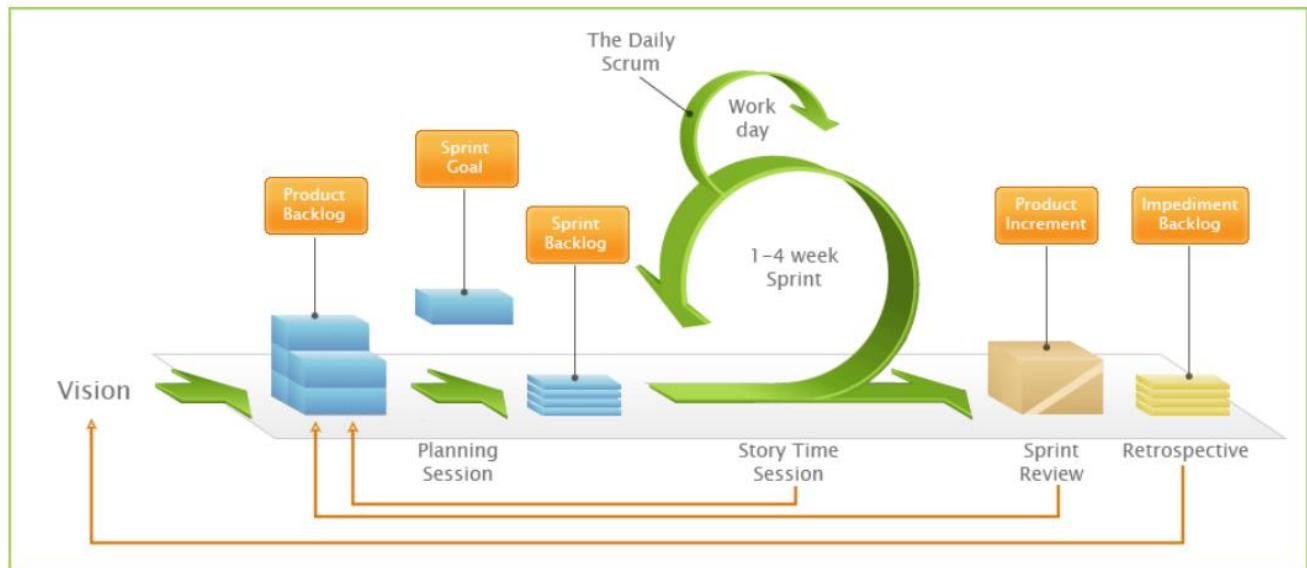 The Daily
Scrum
Work
day
Sprint
Goal
Product
Backlog
Sprint
Backlog
1-4 week
Sprint
Product
Increment
Impediment
Backlog
Vision
Planning
Session
Story Time
Session
Sprint
Review
Retrospective